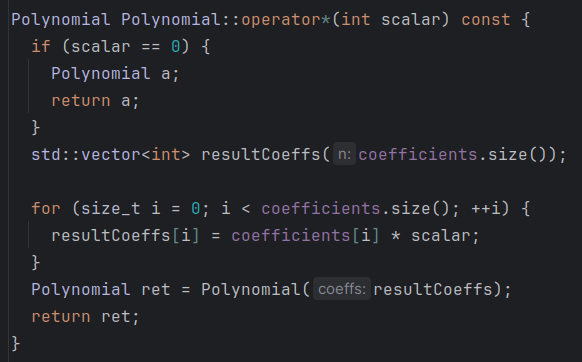 Polynomial Polynomial::operator*(int scalar) const {
  if (scalar == 0) {
    Polynomial a;
    return a;
  }
  std::vector<int> resultCoeffs(n: coefficients.size());

  for (size_t i = 0; i < coefficients.size(); ++i) {
    resultCoeffs[i] = coefficients[i] * scalar;
  }
  Polynomial ret = Polynomial(coeffs: resultCoeffs);
  return ret;
}